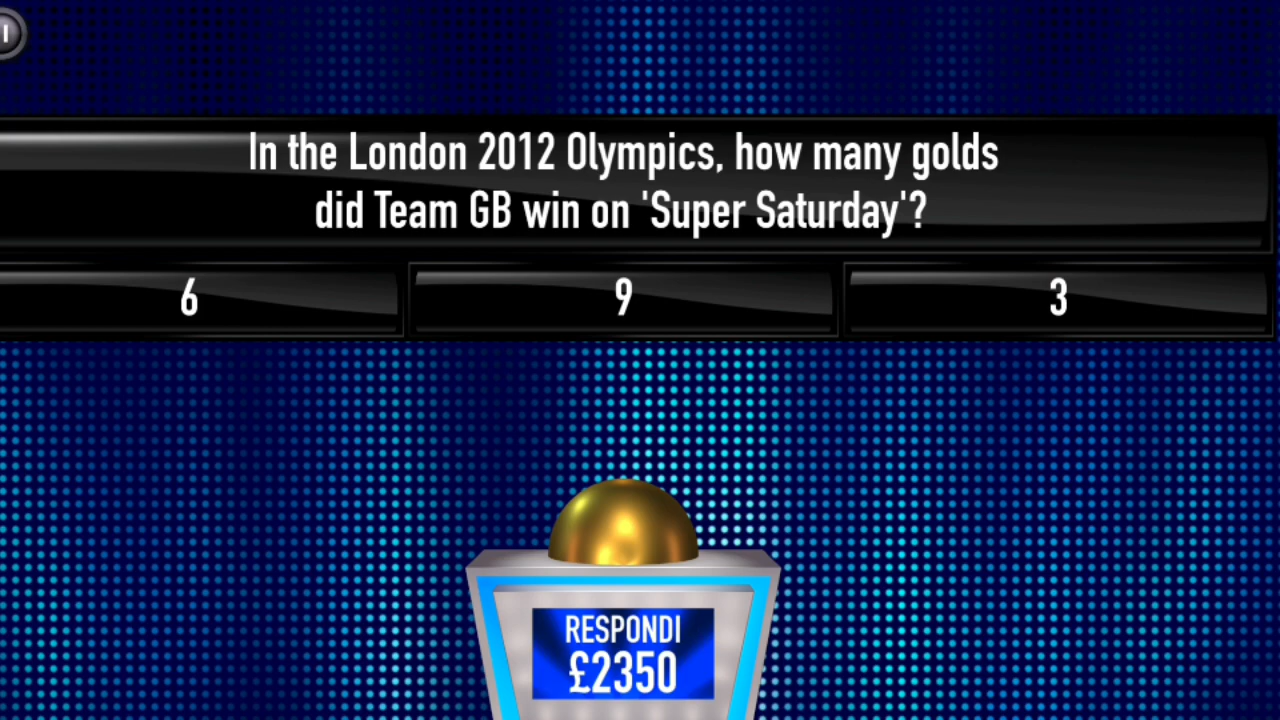 In the London 2012 Olympics, how many golds
did Team GB win on 'Super Saturday'?
6
9
3
RESPONDI
£2350